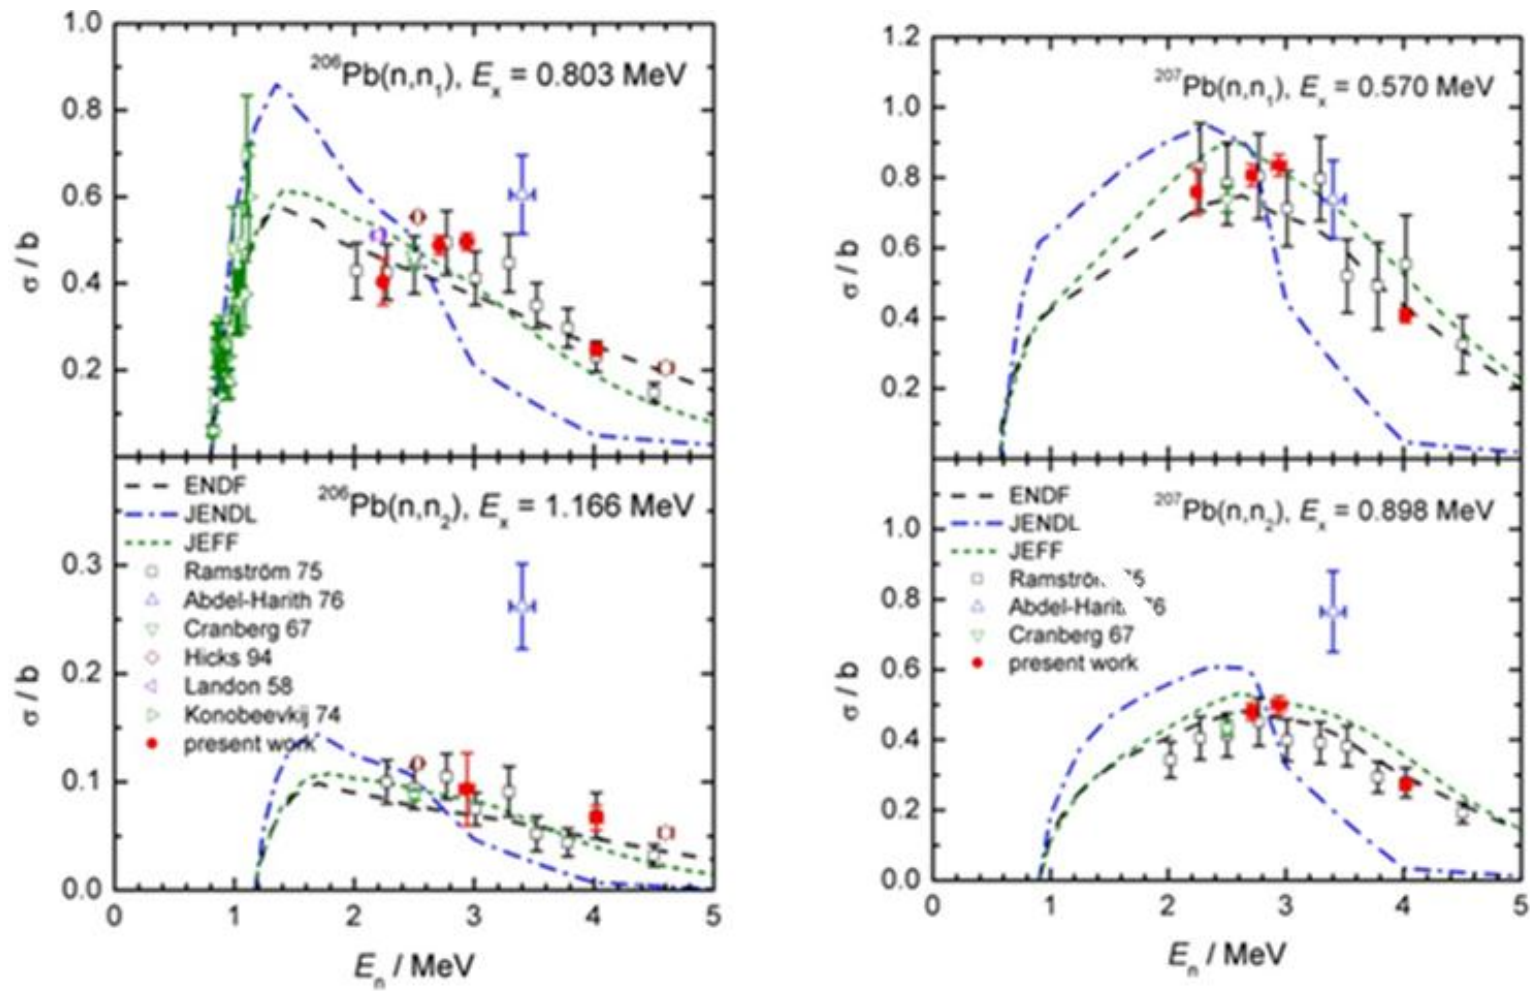 1.0
0.8
0.6
0.4
0.2
σ / b
²⁰⁶Pb(n,n₁), Eₓ = 0.803 MeV
0.3
0.2
0.1
0.0
σ / b
²⁰⁶Pb(n,n₂), Eₓ = 1.166 MeV
ENDF
JENDL
JEFF
Ramström 75
Abdel-Harith 76
Cranberg 67
Hicks 94
Landon 58
Konobeevkij 74
present work
0 1 2 3 4 5
Eₙ / MeV
1.2
1.0
0.8
0.6
0.4
0.2
σ / b
²⁰⁷Pb(n,n₁), Eₓ = 0.570 MeV
1.0
0.8
0.6
0.4
0.2
0.0
σ / b
²⁰⁷Pb(n,n₂), Eₓ = 0.898 MeV
ENDF
JENDL
JEFF
Cranberg 67
present work
0 1 2 3 4 5
Eₙ / MeV